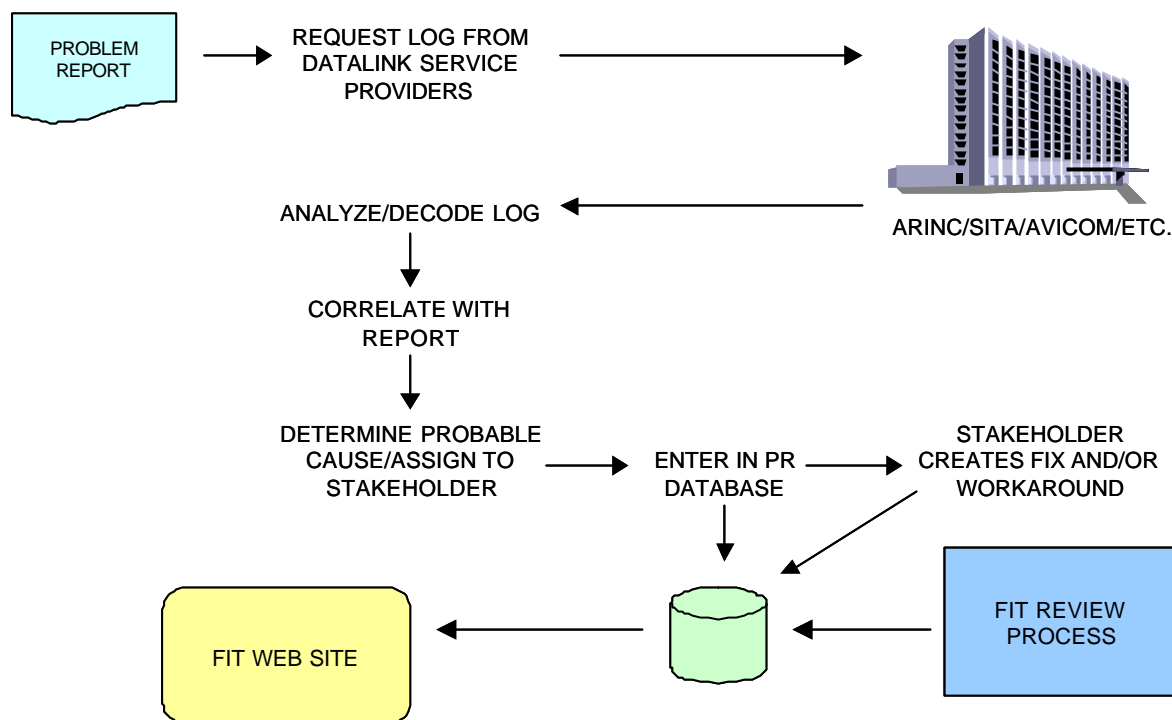 PROBLEM
REPORT
REQUEST LOG FROM
DATALINK SERVICE
PROVIDERS
ARINC/SITA/AVICOM/ETC.
ANALYZE/DECODE LOG
CORRELATE WITH
REPORT
DETERMINE PROBABLE
CAUSE/ASSIGN TO
STAKEHOLDER
ENTER IN PR
DATABASE
STAKEHOLDER
CREATES FIX AND/OR
WORKAROUND
FIT REVIEW
PROCESS
FIT WEB SITE